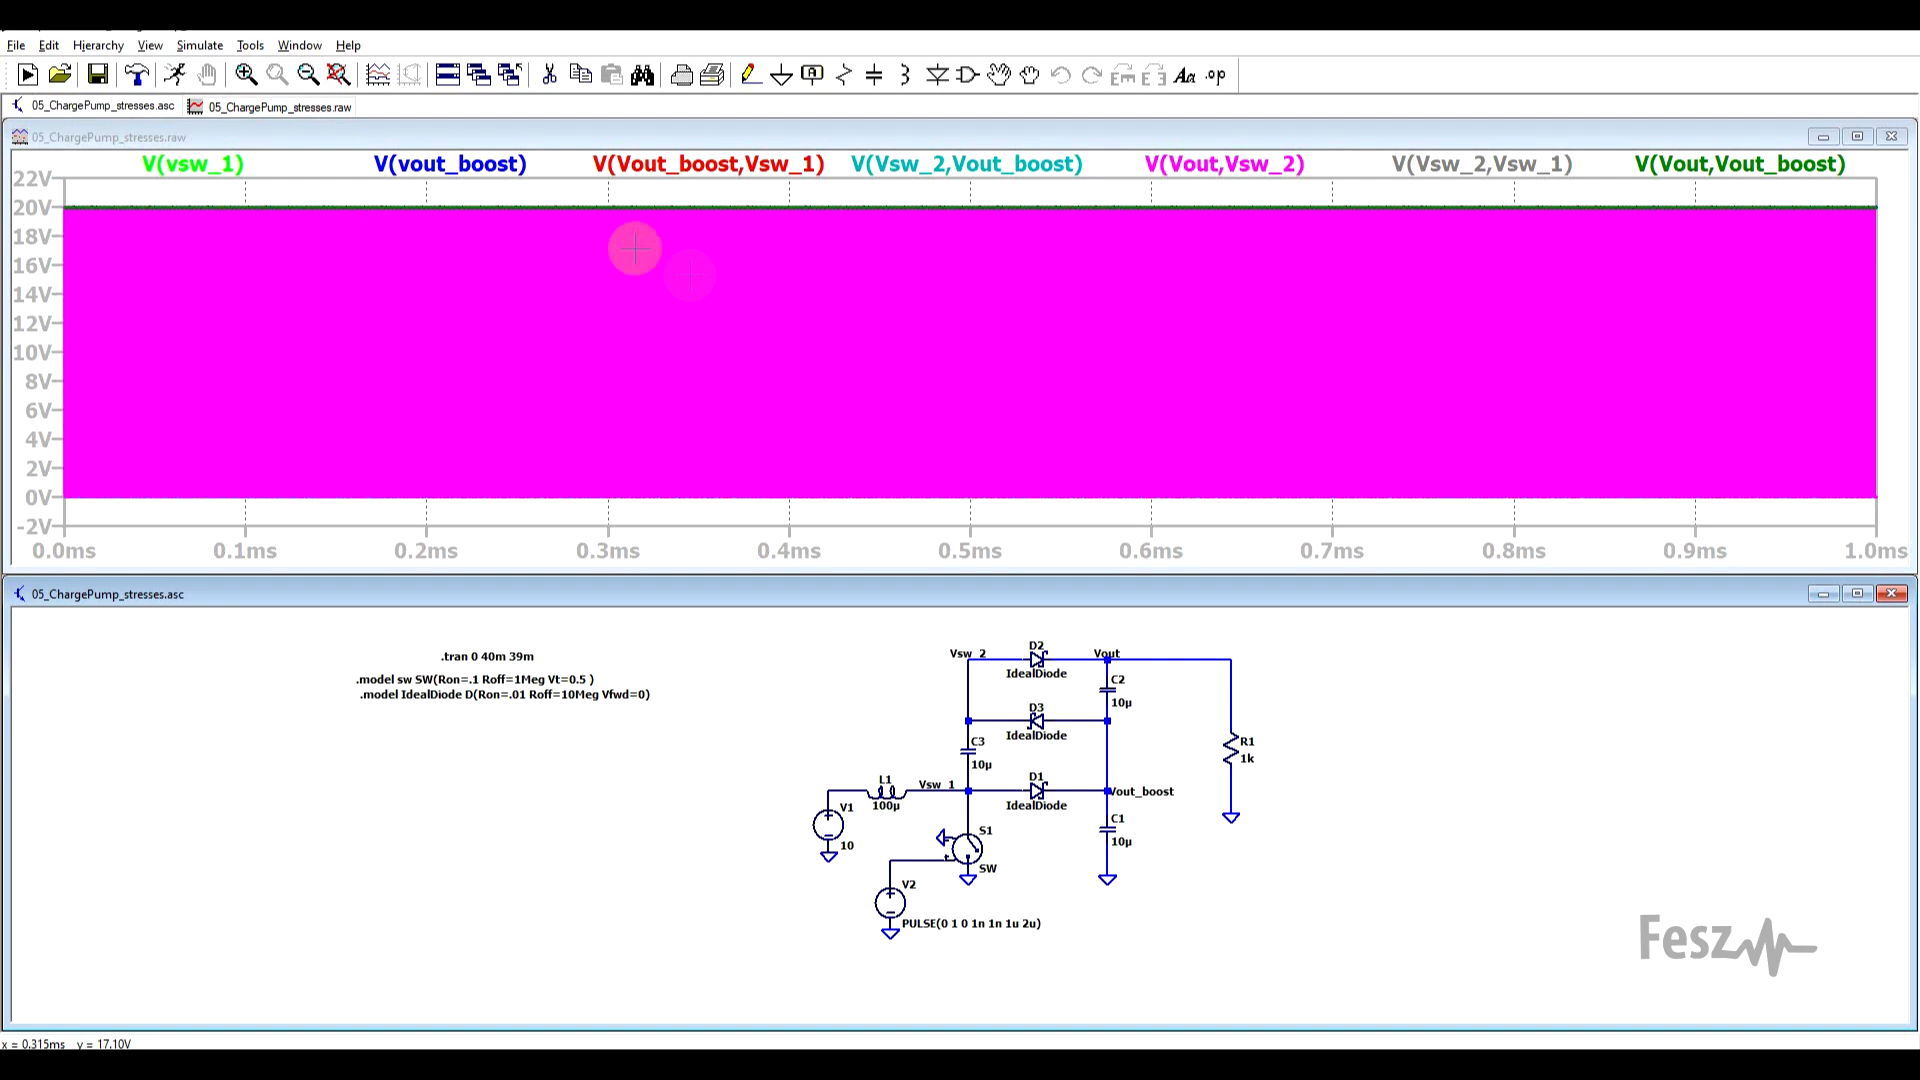 File Edit Hierarchy View Simulate Tools Window Help
05_ChargePump_stresses.asc 05_ChargePump_stresses.raw
05_ChargePump_stresses.raw
V(vsw_1) V(vout_boost) V(Vout_boost,Vsw_1) V(Vsw_2,Vout_boost) V(Vout,Vsw_2) V(Vsw_2,Vsw_1) V(Vout,Vout_boost)
22V
20V
18V
16V
14V
12V
10V
8V
6V
4V
2V
0V
-2V
0.0ms 0.1ms 0.2ms 0.3ms 0.4ms 0.5ms 0.6ms 0.7ms 0.8ms 0.9ms 1.0ms
05_ChargePump_stresses.asc
.tran 0 40m 39m
.model sw SW(Ron=.1 Roff=1Meg Vt=0.5 )
.model IdealDiode D(Ron=.01 Roff=10Meg Vfwd=0)
Vsw_2 D2 Vout
IdealDiode
C2
10µ
D3
IdealDiode
C3
10µ
R1
1k
L1
100µ
Vsw_1
D1
IdealDiode
Vout_boost
V1
10
C1
10µ
S1
SW
V2
PULSE(0 1 0 1n 1n 1u 2u)
Fesz
x = 0.315ms y = 17.10V